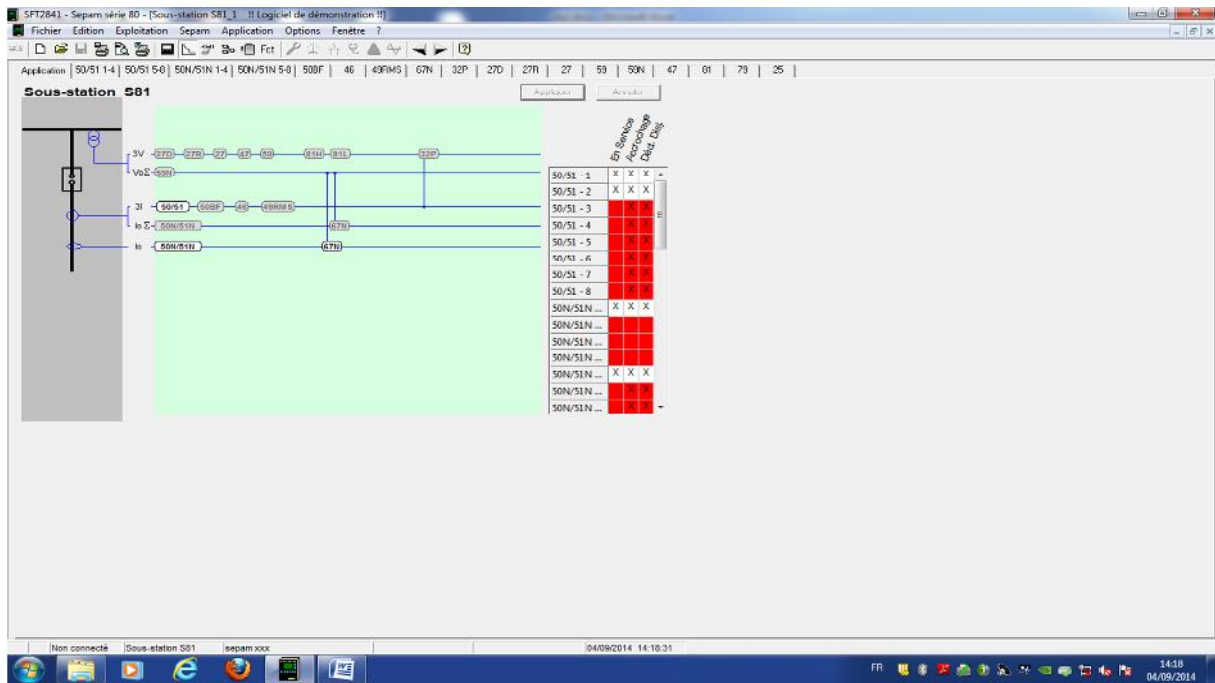 SFT2841 - Sepam série 80 - [Sous-station S81_1 !! Logiciel de démonstration !!]
Fichier Edition Exploitation Sepam Application Options Fenêtre ?
Fct
Application 50/51 1-4 50/51 5-8 50N/51N 1-4 50N/51N 5-8 50BF 46 49RMS 67N 32P 27D 27R 27 59 59N 47 81 79 25
Sous-station S81
Appliquer Annuler
En Service
Accrochage
Décl. Disj.
3V 27D 27R 27 47 59 81H 81L 32P
VoΣ 59N
3I 50/51 50BF 46 49RMS
Io Σ 50N/51N 67N
Io 50N/51N 67N
50/51 - 1 X X X
50/51 - 2 X X X
50/51 - 3 X X
50/51 - 4 X X
50/51 - 5 X X
50/51 - 6 X X
50/51 - 7 X X
50/51 - 8 X X
50N/51N ... X X X
50N/51N ...
50N/51N ...
50N/51N ...
50N/51N ... X X X
50N/51N ... X X
50N/51N ... X X
Non connecté Sous-station S81 sepam xxx 04/09/2014 14:18:31
FR 14:18
04/09/2014